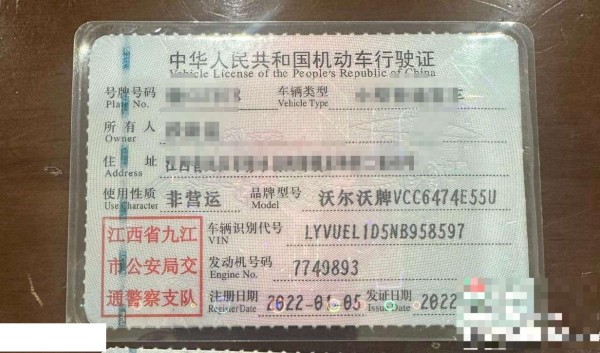 中华人民共和国机动车行驶证
Vehicle License of the People's Republic of China
号牌号码 车辆类型
Plate No. Vehicle Type
所有人
Owner
住址
Address
使用性质 非营运 品牌型号 沃尔沃牌VCC6474E55U
Use Character Model
江西省九江
市公安局交
通警察支队
车辆识别代号 LYVUEL1D5NB958597
VIN
发动机号码 7749893
Engine No.
注册日期 2022-01-05 发证日期 2022
Register Date Issue Date